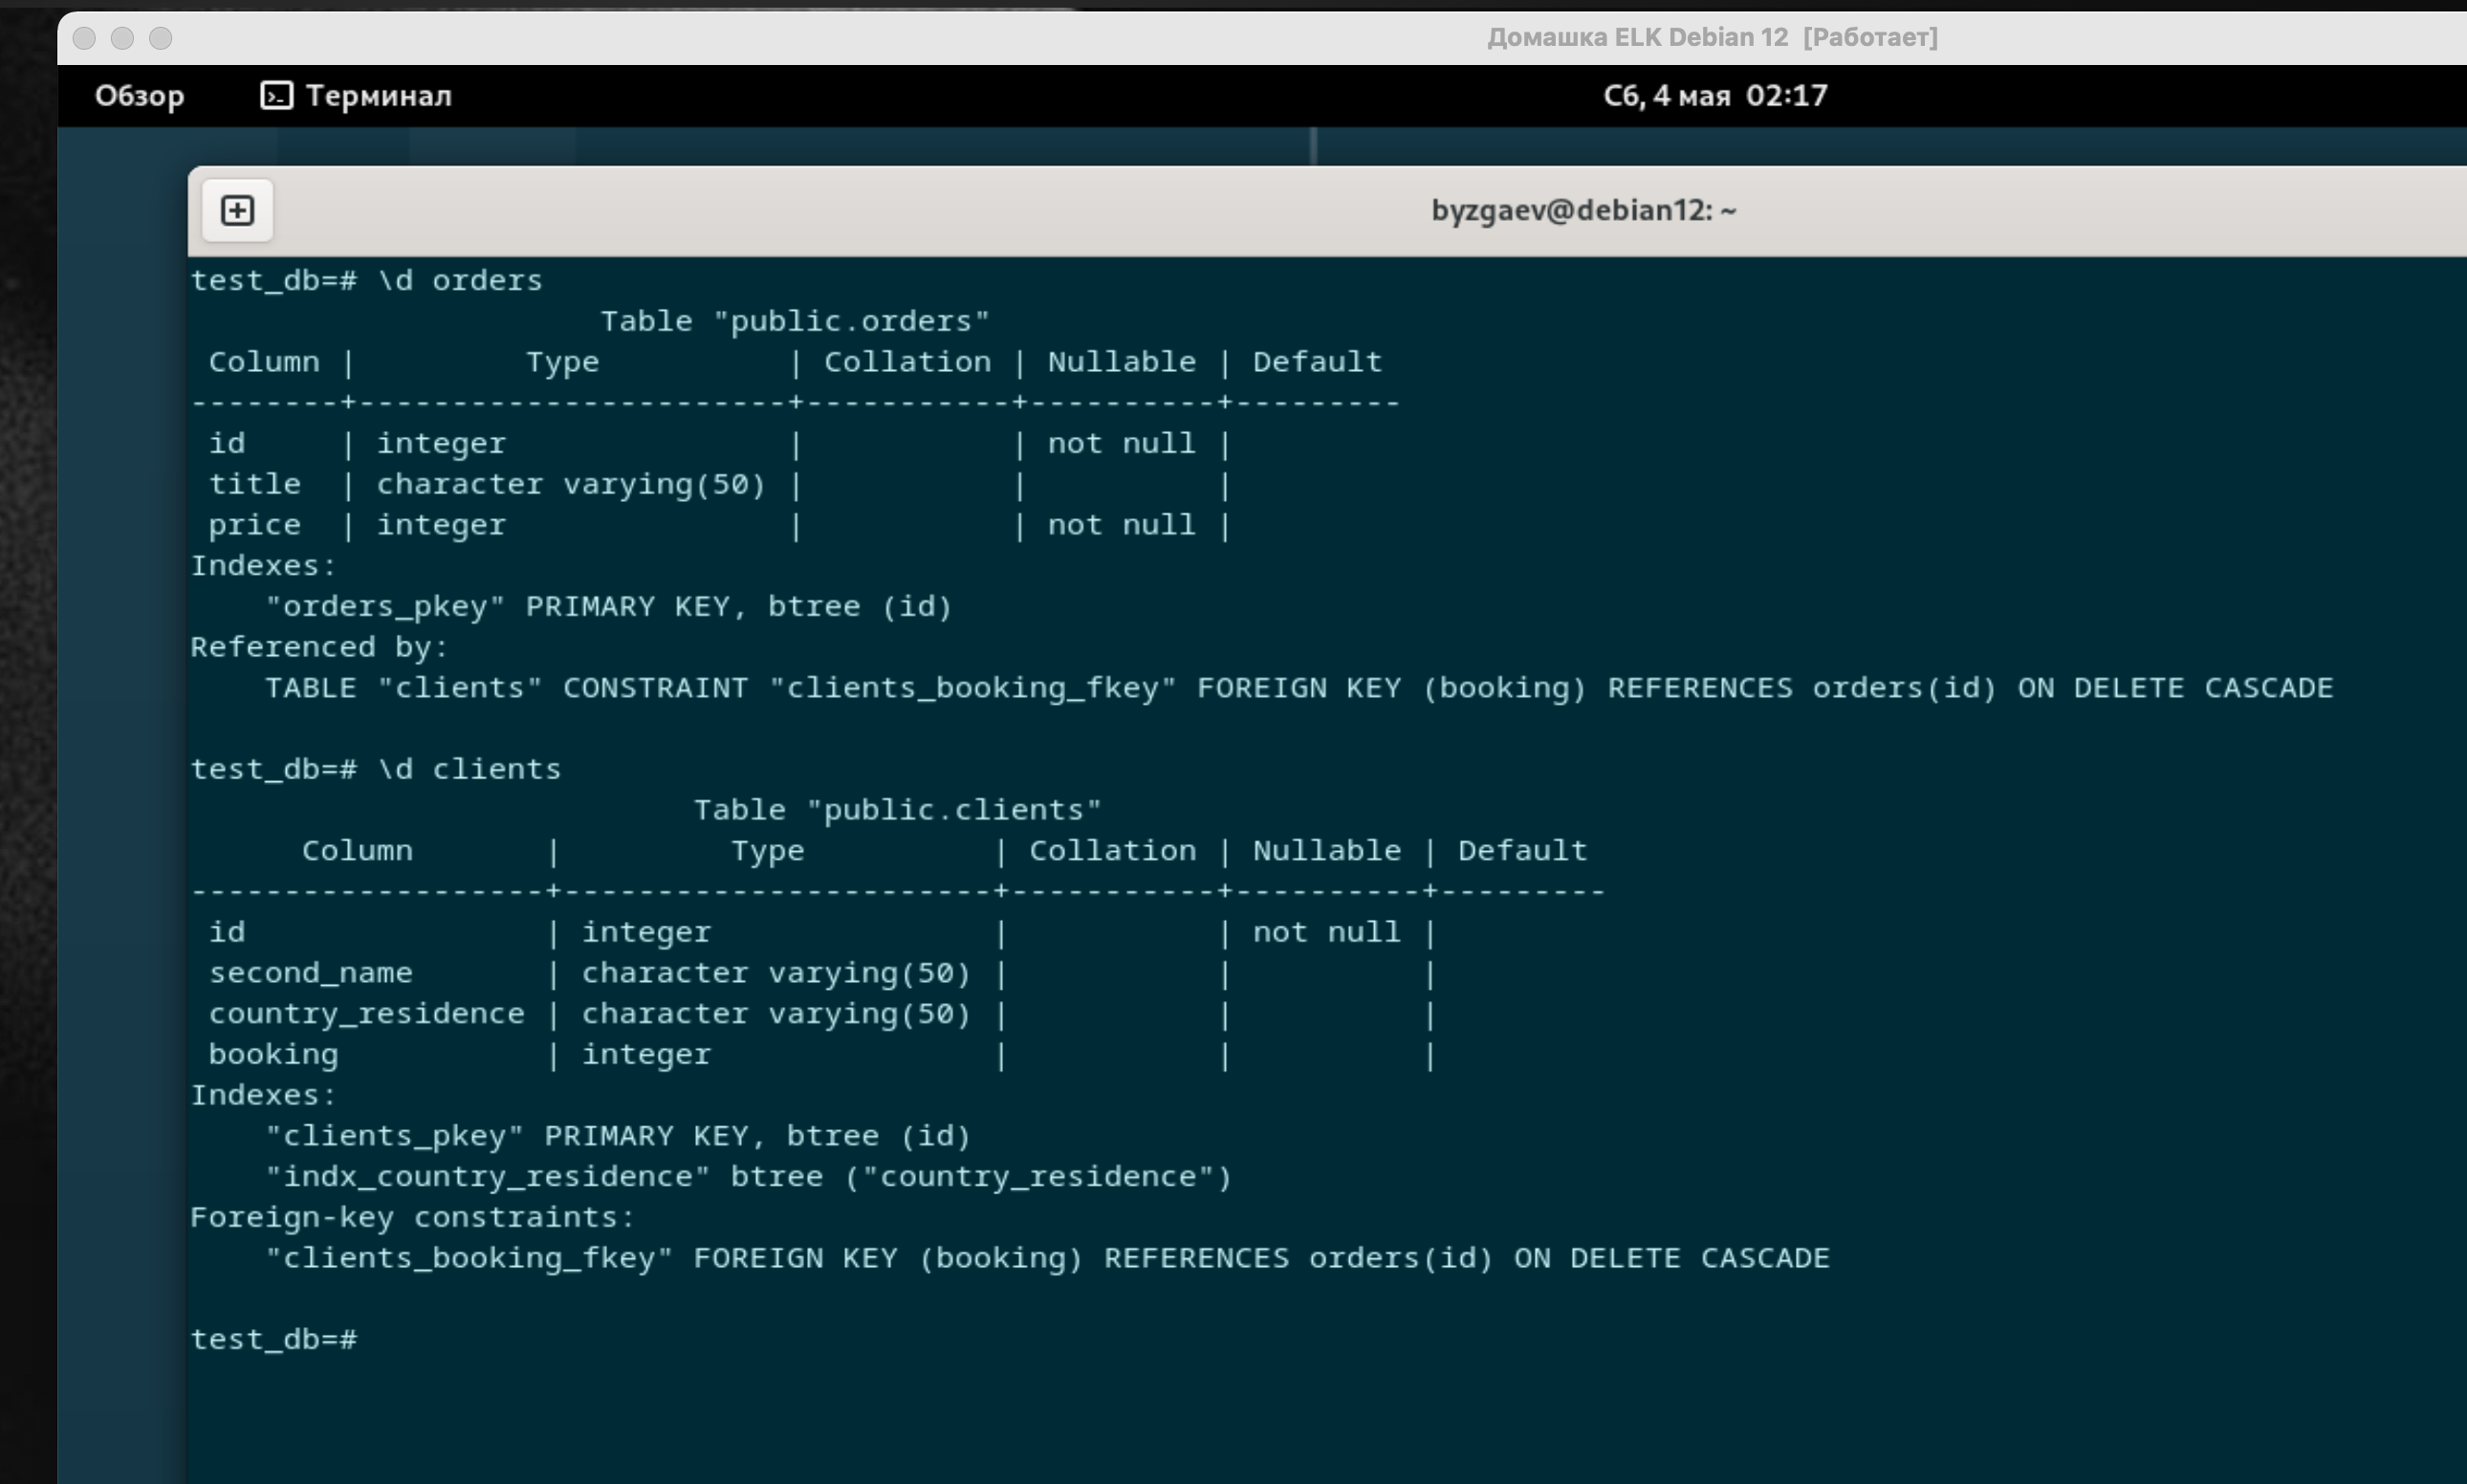 Домашка ELK Debian 12 [Работает]
Обзор Терминал Сб, 4 мая 02:17
byzgaev@debian12: ~
test_db=# \d orders
                                            Table "public.orders"
 Column |         Type          | Collation | Nullable | Default
--------+-----------------------+-----------+----------+---------
 id     | integer               |           | not null |
 title  | character varying(50) |           |          |
 price  | integer               |           | not null |
Indexes:
    "orders_pkey" PRIMARY KEY, btree (id)
Referenced by:
    TABLE "clients" CONSTRAINT "clients_booking_fkey" FOREIGN KEY (booking) REFERENCES orders(id) ON DELETE CASCADE
test_db=# \d clients
                           Table "public.clients"
      Column       |         Type          | Collation | Nullable | Default
-------------------+-----------------------+-----------+----------+---------
 id                | integer               |           | not null |
 second_name       | character varying(50) |           |          |
 country_residence | character varying(50) |           |          |
 booking           | integer               |           |          |
Indexes:
    "clients_pkey" PRIMARY KEY, btree (id)
    "indx_country_residence" btree ("country_residence")
Foreign-key constraints:
    "clients_booking_fkey" FOREIGN KEY (booking) REFERENCES orders(id) ON DELETE CASCADE
test_db=#